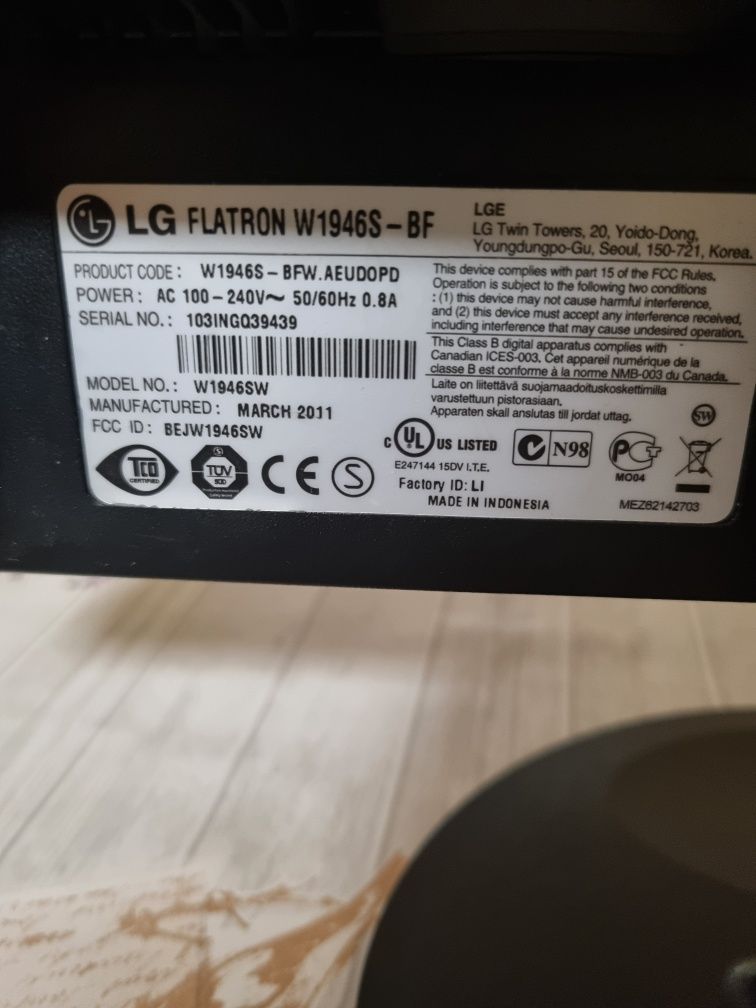 LG FLATRON W1946S-BF
LGE
LG Twin Towers, 20, Yoido-Dong,
Youngdungpo-Gu, Seoul, 150-721, Korea.
PRODUCT CODE : W1946S-BFW.AEUDOPD
POWER : AC 100-240V~ 50/60Hz 0.8A
SERIAL NO. : 103INGQ39439
MODEL NO. : W1946SW
MANUFACTURED : MARCH 2011
FCC ID : BEJW1946SW
This device complies with part 15 of the FCC Rules.
Operation is subject to the following two conditions
: (1) this device may not cause harmful interference,
and (2) this device must accept any interference received,
including interference that may cause undesired operation.
This Class B digital apparatus complies with
Canadian ICES-003. Cet appareil numérique de la
classe B est conforme à la norme NMB-003 du Canada.
Laite on liitettävä suojamaadoituskoskettimilla
varustettuun pistorasiaan.
Apparaten skall anslutas till jordat uttag.
SW
TCO
CERTIFIED
TÜV
SÜD
CE
S
C UL US LISTED
E247144 15DV I.T.E.
N98
PCT
MO04
Factory ID: LI
MADE IN INDONESIA
MEZ62142703